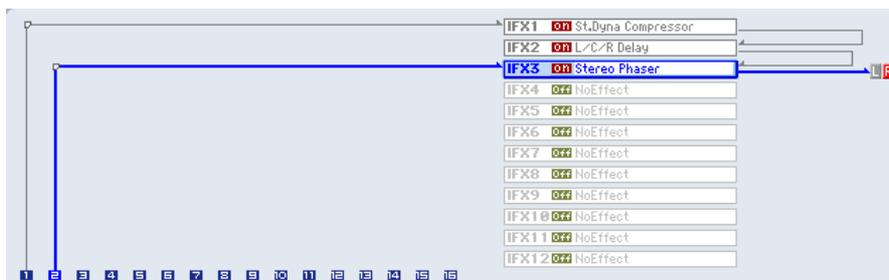 IFX1 On St.Dyna Compressor
IFX2 On L/C/R Delay
IFX3 On Stereo Phaser
L R
IFX4 Off NoEffect
IFX5 Off NoEffect
IFX6 Off NoEffect
IFX7 Off NoEffect
IFX8 Off NoEffect
IFX9 Off NoEffect
IFX10 Off NoEffect
IFX11 Off NoEffect
IFX12 Off NoEffect
1 2 3 4 5 6 7 8 9 10 11 12 13 14 15 16